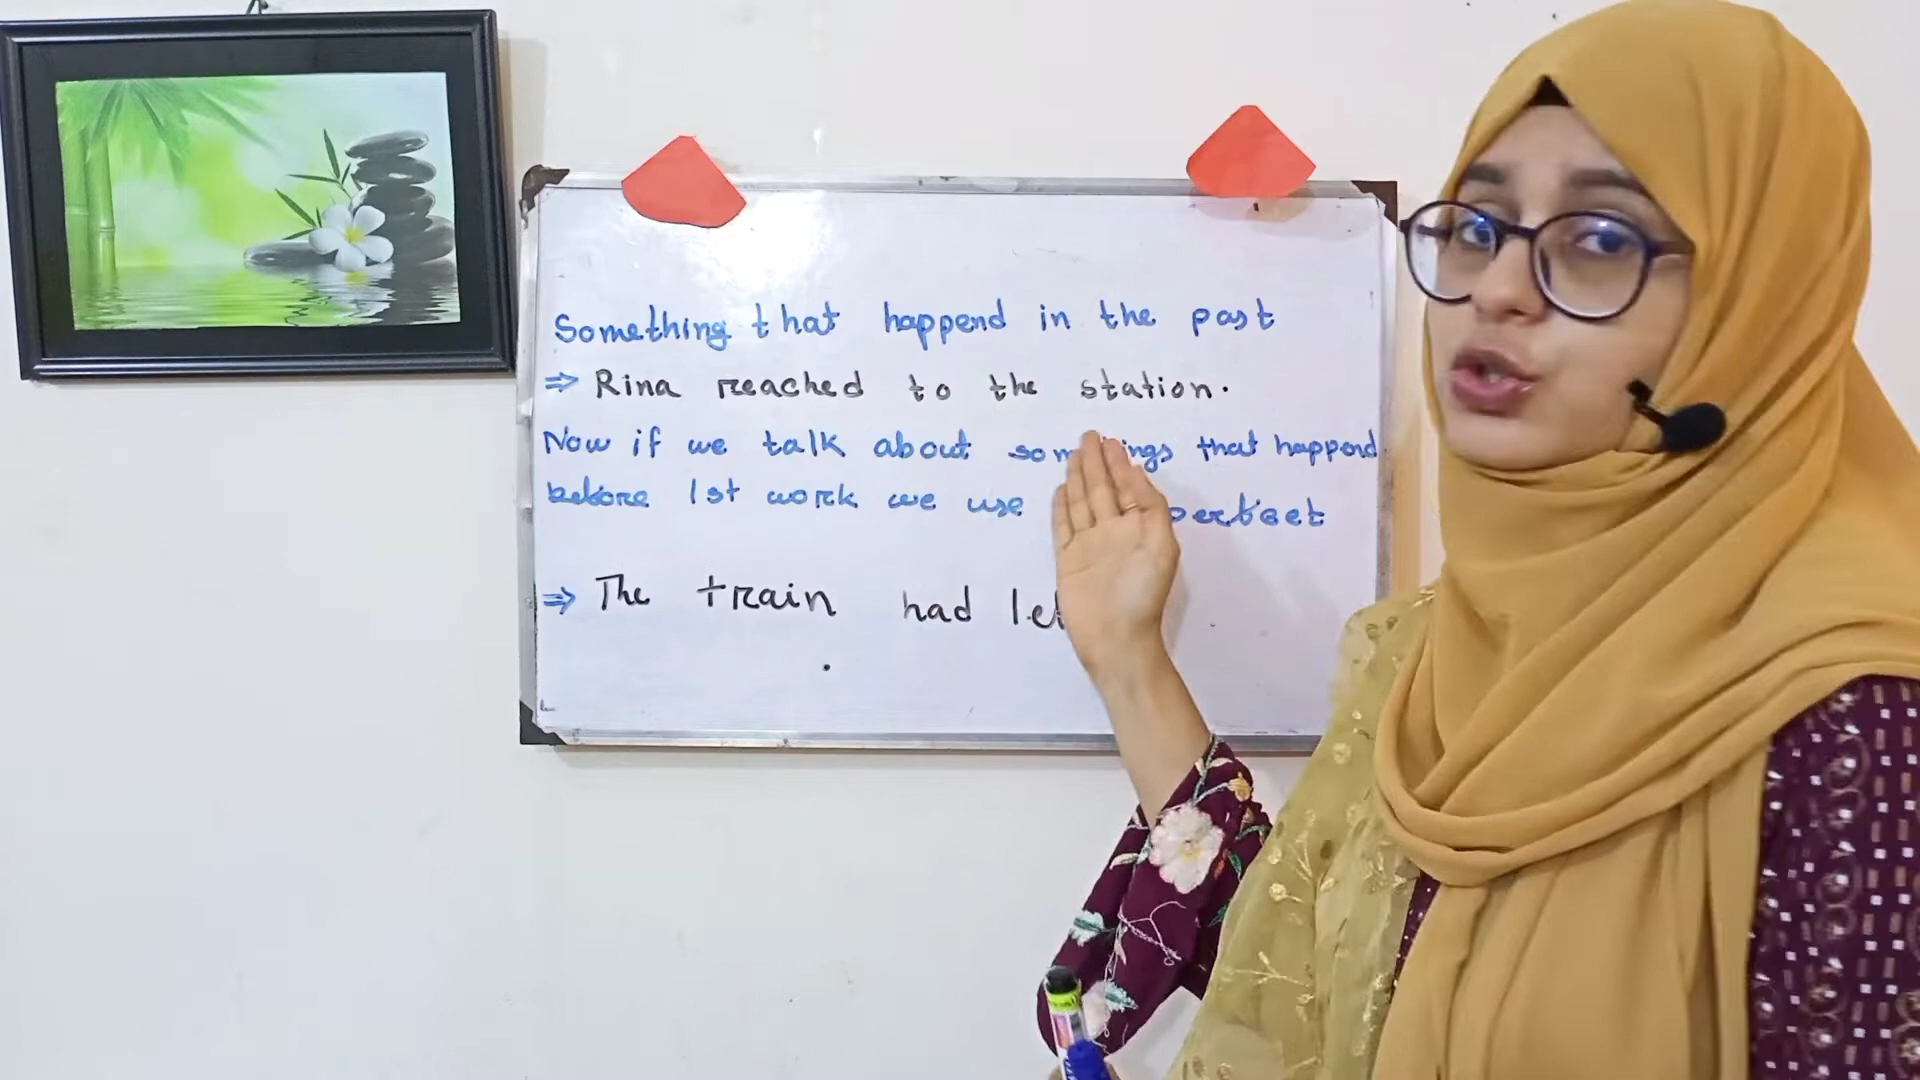 Something that happend in the past
⇒ Rina reached to the station.
Now if we talk about that happend
before 1st work we use perfect
⇒ The train had